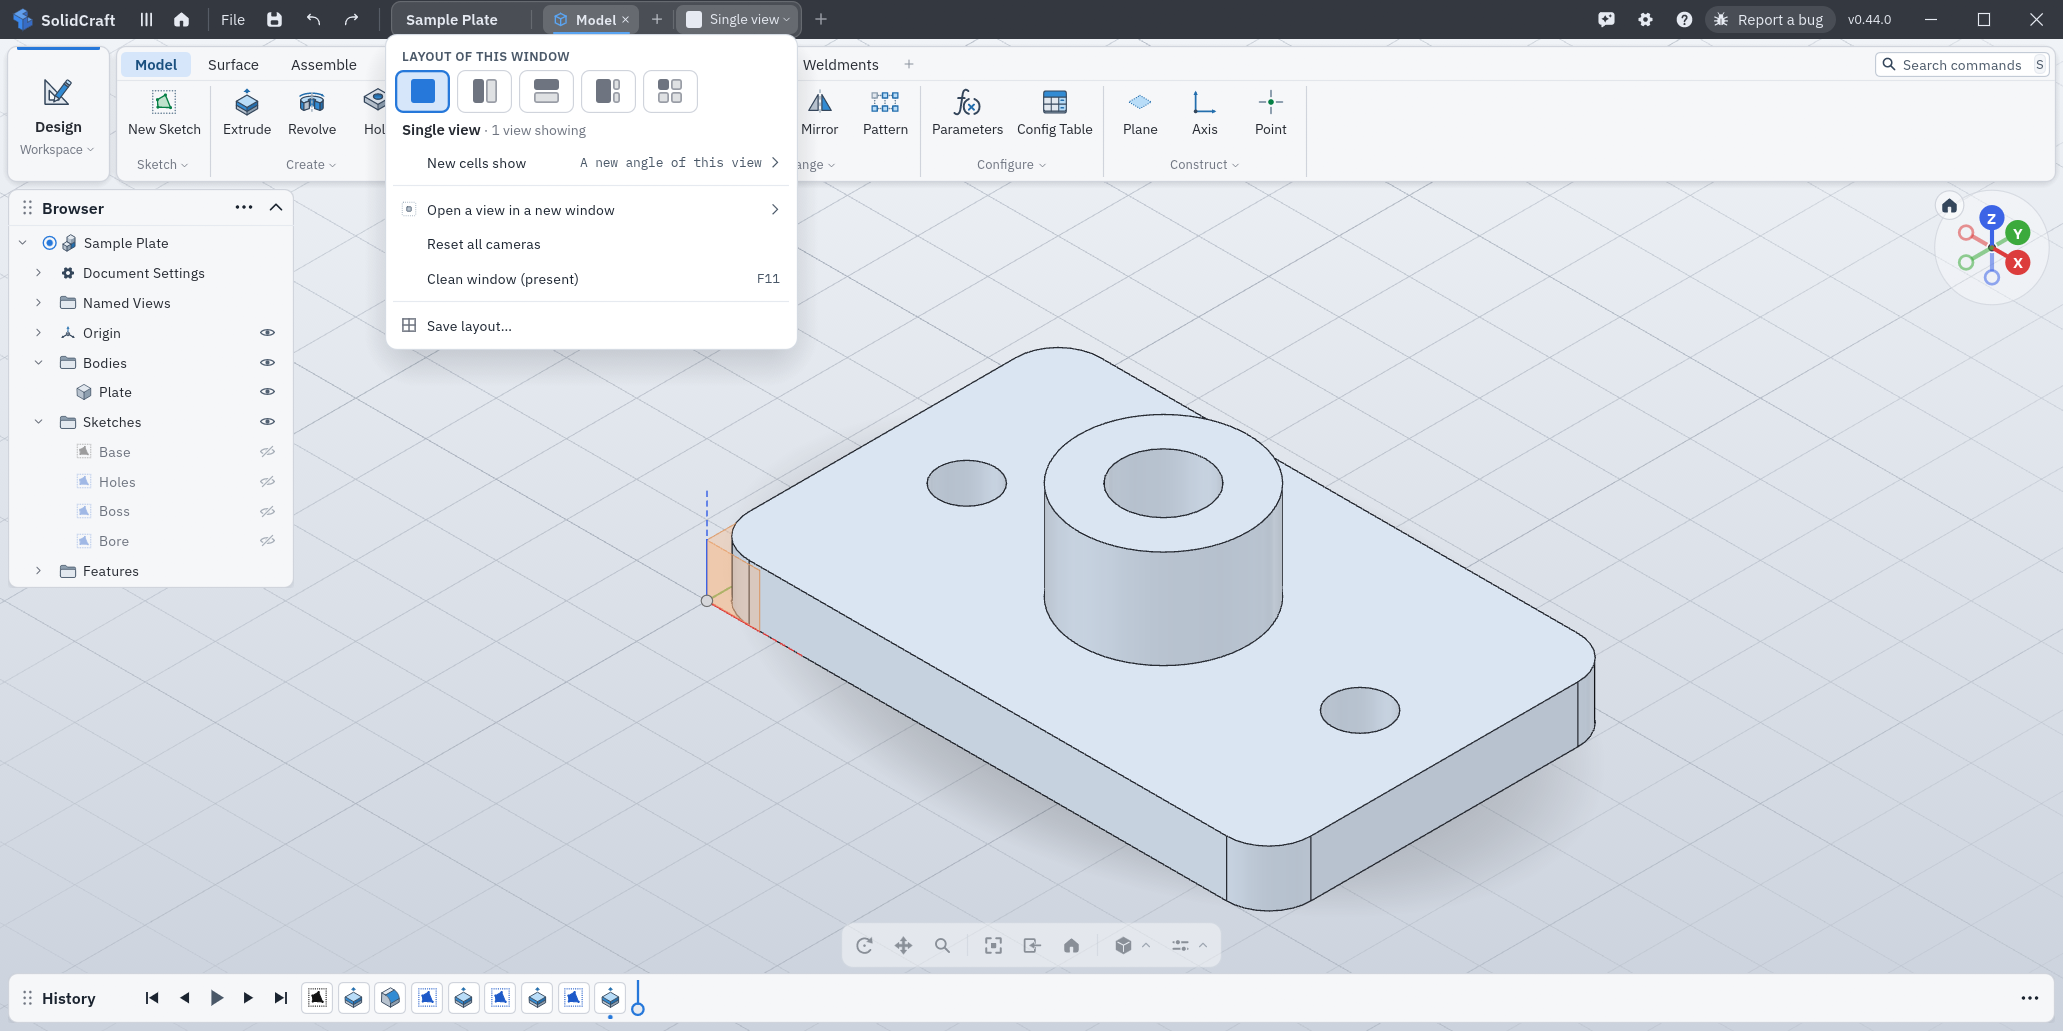 SolidCraft
File
Sample Plate
Model
Single view
Report a bug
v0.44.0
Design
Workspace
Model
Surface
Assemble
Weldments
Search commands
S
New Sketch
Extrude
Revolve
Mirror
Pattern
Parameters
Config Table
Plane
Axis
Point
Sketch
Create
Configure
Construct
LAYOUT OF THIS WINDOW
Single view · 1 view showing
New cells show
A new angle of this view
Open a view in a new window
Reset all cameras
Clean window (present)
F11
Save layout...
Browser
Sample Plate
Document Settings
Named Views
Origin
Bodies
Plate
Sketches
Base
Holes
Boss
Bore
Features
Z
Y
X
History